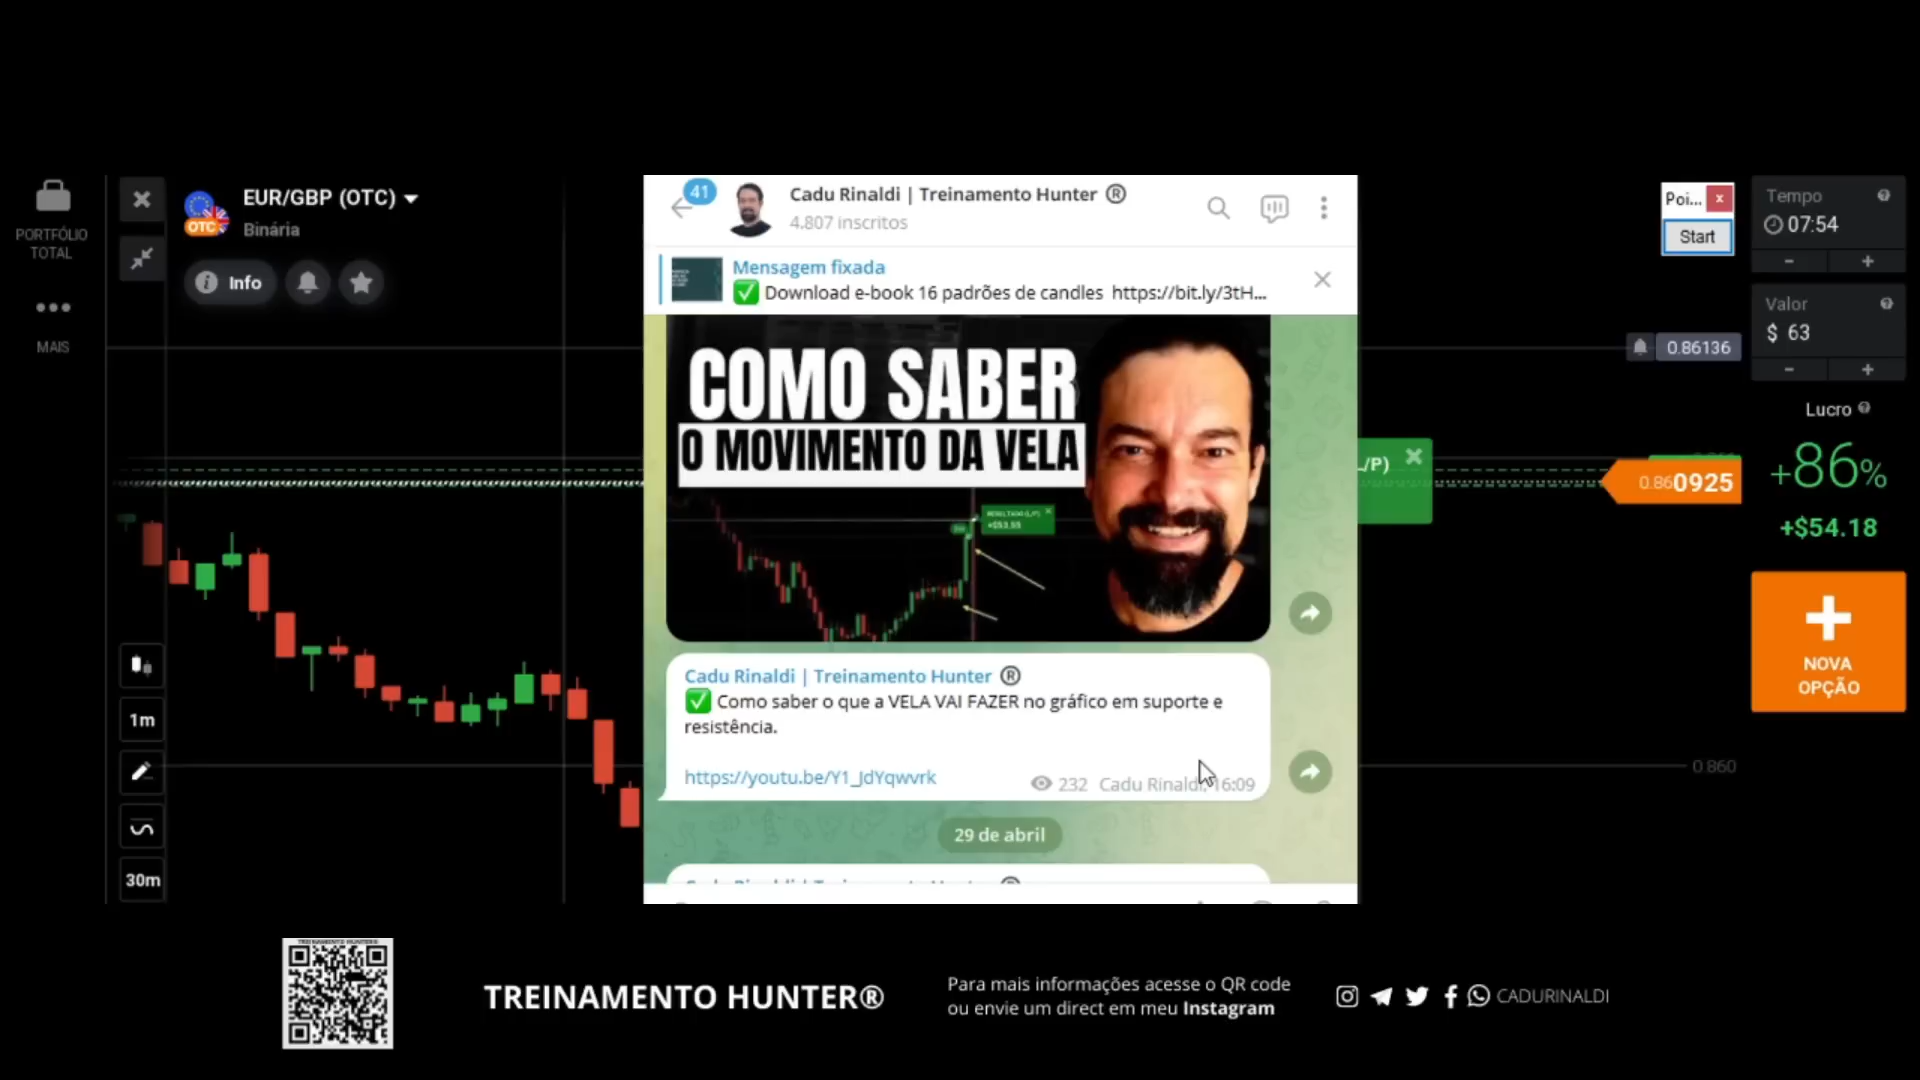 PORTFÓLIO
TOTAL
MAIS
EUR/GBP (OTC)
OTC
Binária
Info
1m
30m
41
Cadu Rinaldi | Treinamento Hunter ®
4.807 inscritos
Mensagem fixada
✅ Download e-book 16 padrões de candles https://bit.ly/3tH...
COMO SABER
O MOVIMENTO DA VELA
RESULTADO (L/P)
+$53.55
Cadu Rinaldi | Treinamento Hunter ®
✅ Como saber o que a VELA VAI FAZER no gráfico em suporte e
resistência.
https://youtu.be/Y1_JdYqwvrk
232 Cadu Rinaldi, 16:09
29 de abril
L/P)
Poi... x
Start
Tempo
07:54
- +
Valor
$ 63
- +
0.86136
Lucro
+86%
+$54.18
0.860925
NOVA
OPÇÃO
0.860
TREINAMENTO HUNTER®
TREINAMENTO HUNTER®
Para mais informações acesse o QR code
ou envie um direct em meu Instagram
CADURINALDI